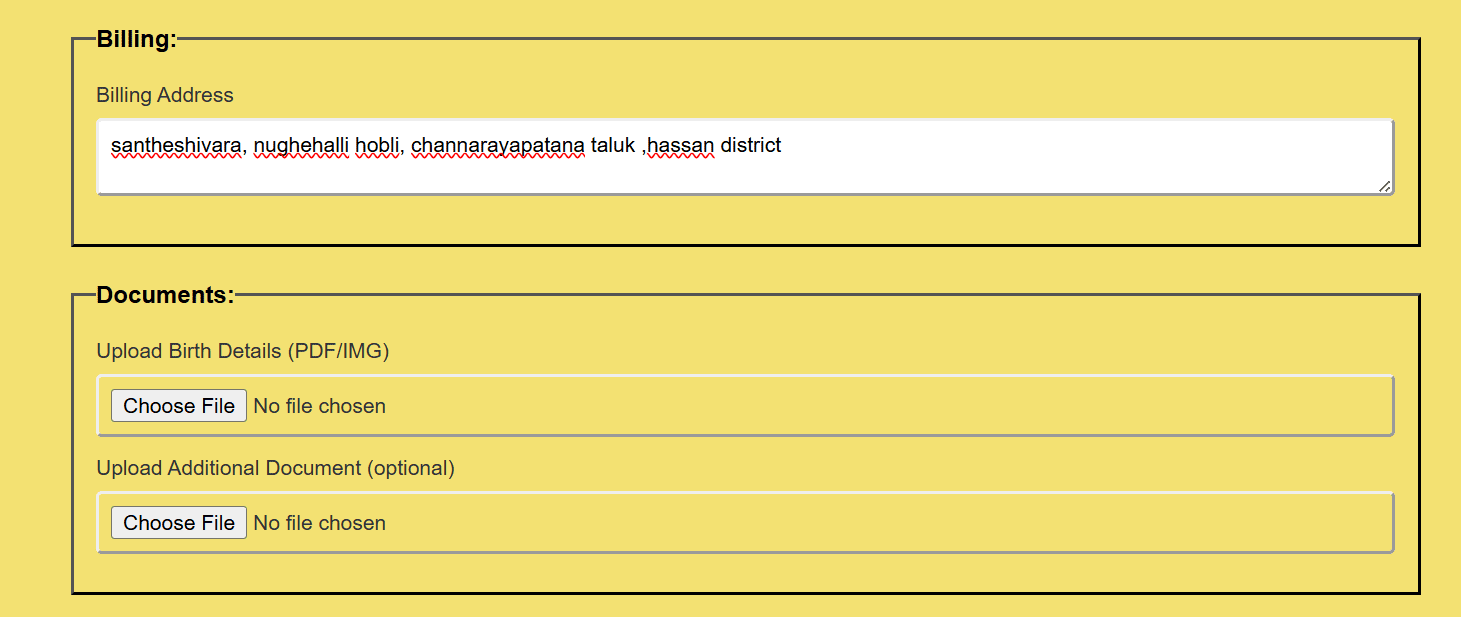 Billing:
Billing Address
santheshivara, nughehalli hobli, channarayapatana taluk ,hassan district
Documents:
Upload Birth Details (PDF/IMG)
Choose File No file chosen
Upload Additional Document (optional)
Choose File No file chosen